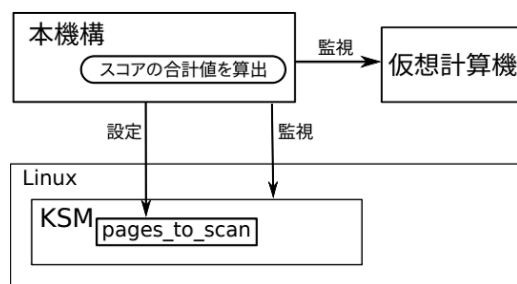 本機構
スコアの合計値を算出
監視
仮想計算機
設定
監視
Linux
KSM
pages_to_scan